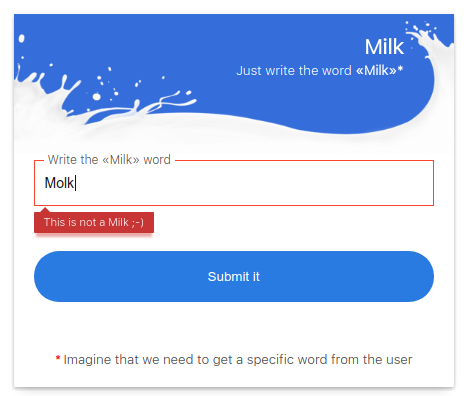 Milk
Just write the word «Milk»*
Write the «Milk» word
Molk
This is not a Milk ;-)
Submit it
* Imagine that we need to get a specific word from the user